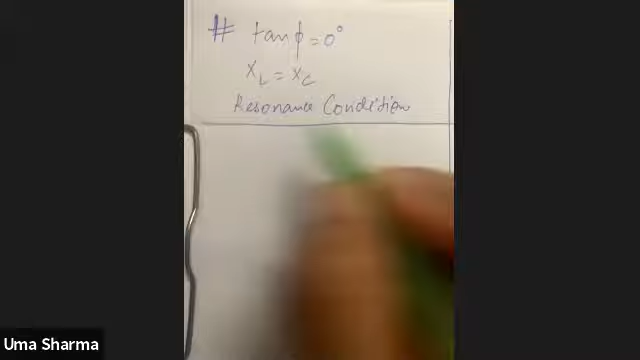 # tan φ = 0°
X_L = X_C
Resonance Condition
Uma Sharma